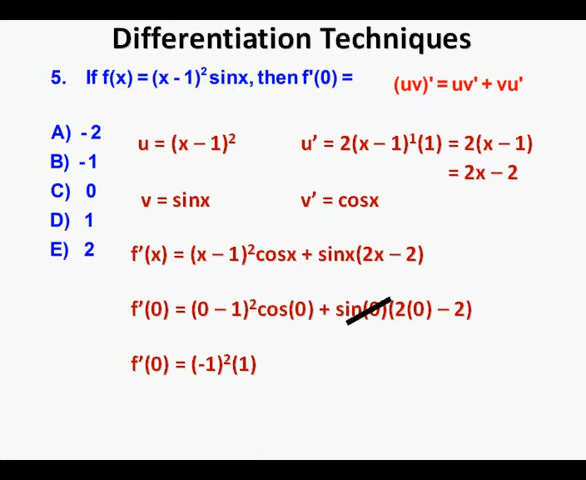 Differentiation Techniques
5. If f(x) = (x - 1)² sinx, then f'(0) =
(uv)' = uv' + vu'
A) - 2
B) -1
C) 0
D) 1
E) 2
u = (x – 1)²
u' = 2(x – 1)¹(1) = 2(x – 1)
= 2x – 2
v = sinx
v' = cosx
f'(x) = (x – 1)²cosx + sinx(2x – 2)
f'(0) = (0 – 1)²cos(0) + sin(0)(2(0) – 2)
f'(0) = (-1)²(1)